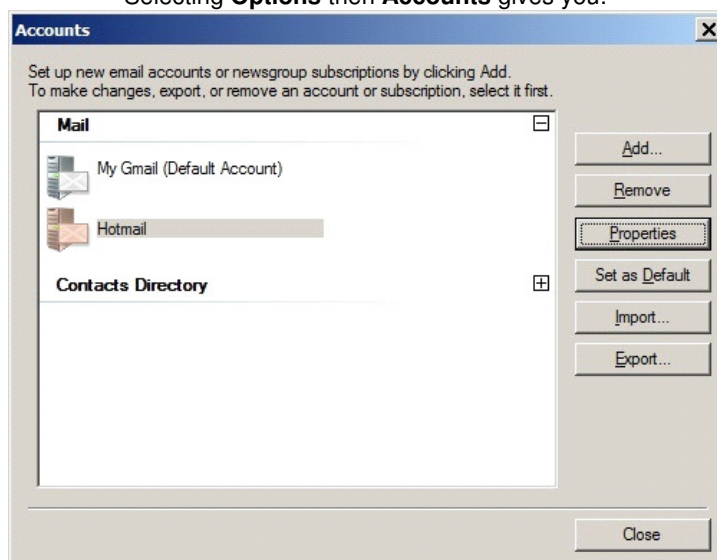 Selecting Options then Accounts gives you:
Accounts
Set up new email accounts or newsgroup subscriptions by clicking Add.
To make changes, export, or remove an account or subscription, select it first.
Mail
My Gmail (Default Account)
Hotmail
Contacts Directory
Add...
Remove
Properties
Set as Default
Import...
Export...
Close